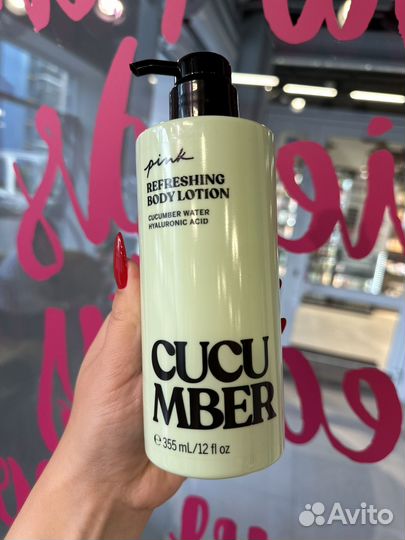 pink
REFRESHING
BODY LOTION
CUCUMBER WATER
HYALURONIC ACID
CUCU
MBER
℮ 355 mL/12 fl oz
Avito